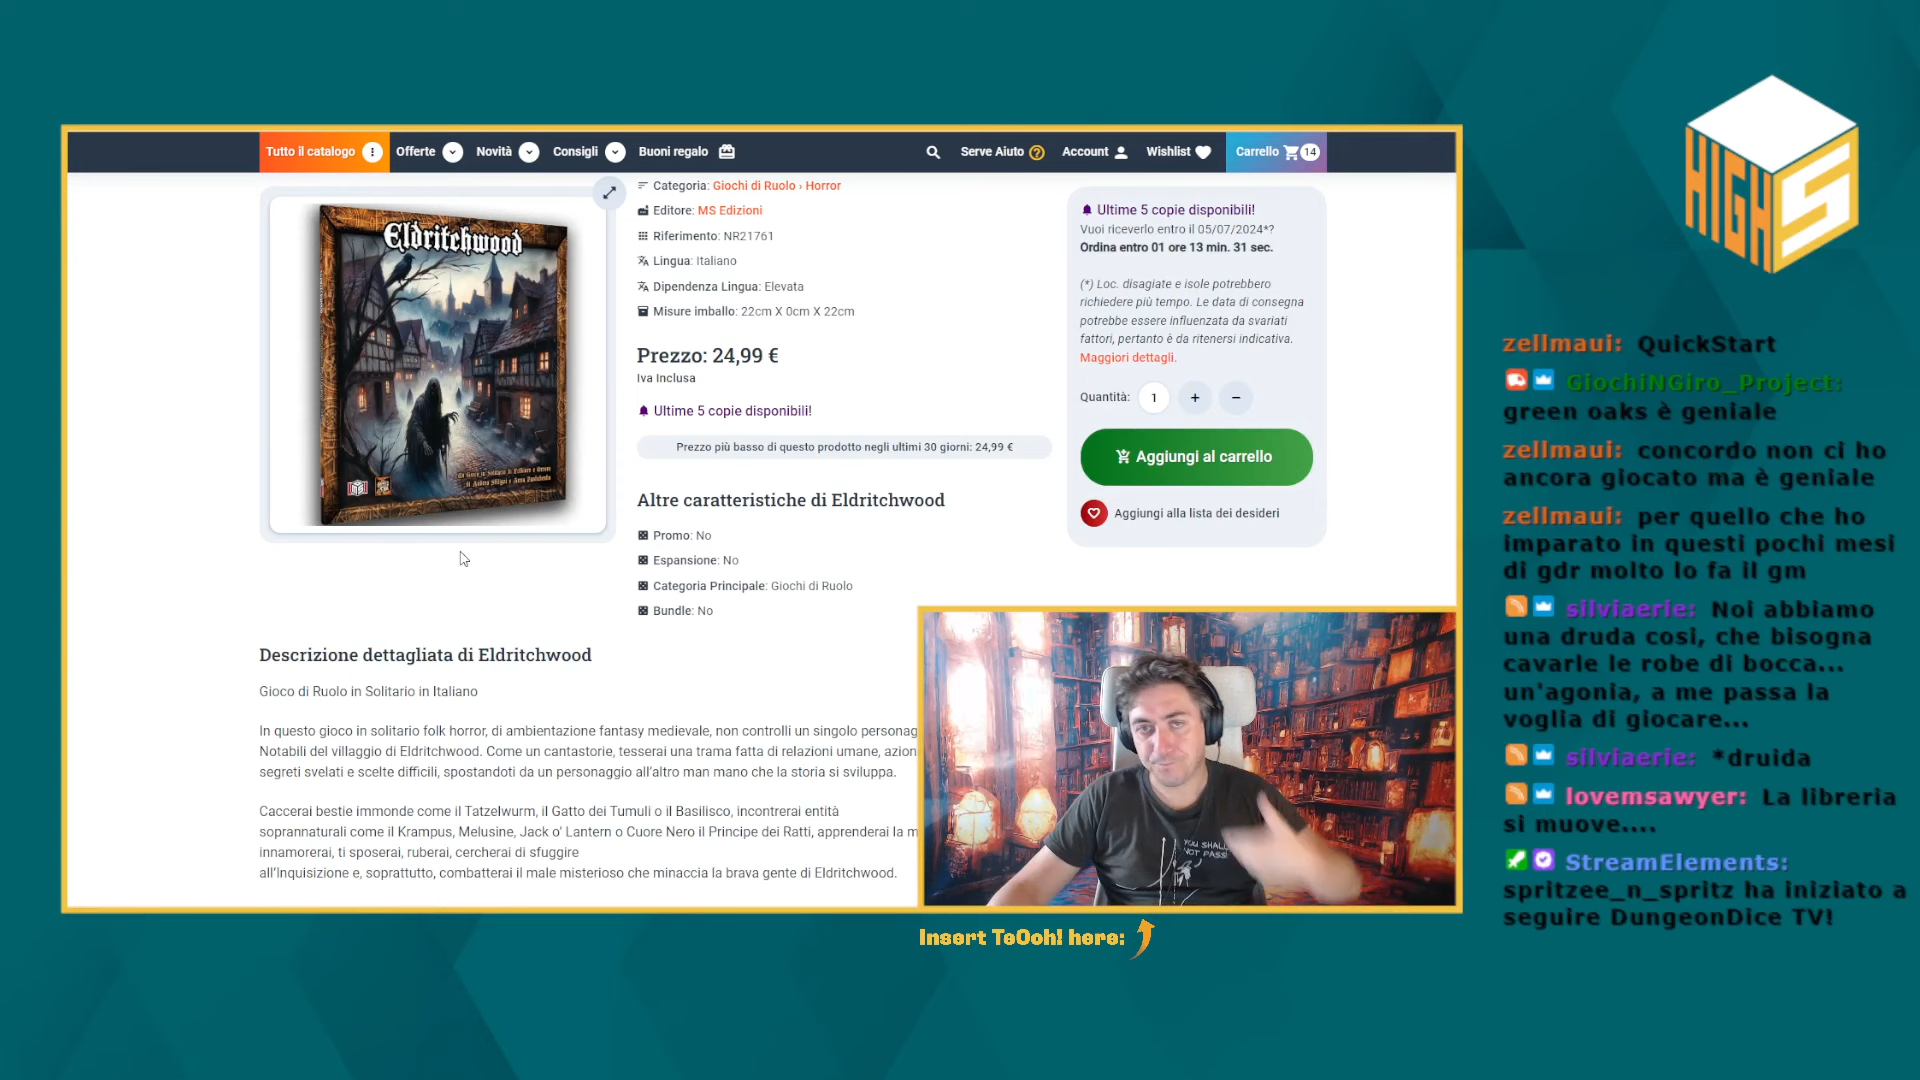 Tutto il catalogo
Offerte
Novità
Consigli
Buoni regalo
Serve Aiuto
Account
Wishlist
Carrello 14
Eldritchwood
Categoria: Giochi di Ruolo › Horror
Editore: MS Edizioni
Riferimento: NR21761
Lingua: Italiano
Dipendenza Lingua: Elevata
Misure imballo: 22cm X 0cm X 22cm
Prezzo: 24,99 €
Iva Inclusa
Ultime 5 copie disponibili!
Prezzo più basso di questo prodotto negli ultimi 30 giorni: 24,99 €
Altre caratteristiche di Eldritchwood
Promo: No
Espansione: No
Categoria Principale: Giochi di Ruolo
Bundle: No
Ultime 5 copie disponibili!
Vuoi riceverlo entro il 05/07/2024*?
Ordina entro 01 ore 13 min. 31 sec.
(*) Loc. disagiate e isole potrebbero
richiedere più tempo. Le data di consegna
potrebbe essere influenzata da svariati
fattori, pertanto è da ritenersi indicativa.
Maggiori dettagli.
Quantità: 1 + −
Aggiungi al carrello
Aggiungi alla lista dei desideri
Descrizione dettagliata di Eldritchwood
Gioco di Ruolo in Solitario in Italiano
In questo gioco in solitario folk horror, di ambientazione fantasy medievale, non controlli un singolo personag
Notabili del villaggio di Eldritchwood. Come un cantastorie, tesserai una trama fatta di relazioni umane, azion
segreti svelati e scelte difficili, spostandoti da un personaggio all'altro man mano che la storia si sviluppa.
Caccerai bestie immonde come il Tatzelwurm, il Gatto dei Tumuli o il Basilisco, incontrerai entità
soprannaturali come il Krampus, Melusine, Jack o' Lantern o Cuore Nero il Principe dei Ratti, apprenderai la m
innamorerai, ti sposerai, ruberai, cercherai di sfuggire
all'Inquisizione e, soprattutto, combatterai il male misterioso che minaccia la brava gente di Eldritchwood.
YOU SHALL
NOT PASS
Insert TeOoh! here:
HIGH 5
zellmaui: QuickStart
GiochiNGiro_Project:
green oaks è geniale
zellmaui: concordo non ci ho
ancora giocato ma è geniale
zellmaui: per quello che ho
imparato in questi pochi mesi
di gdr molto lo fa il gm
silviaerie: Noi abbiamo
una druda così, che bisogna
cavarle le robe di bocca...
un'agonia, a me passa la
voglia di giocare...
silviaerie: *druida
lovemsawyer: La libreria
si muove....
StreamElements:
spritzee_n_spritz ha iniziato a
seguire DungeonDice TV!